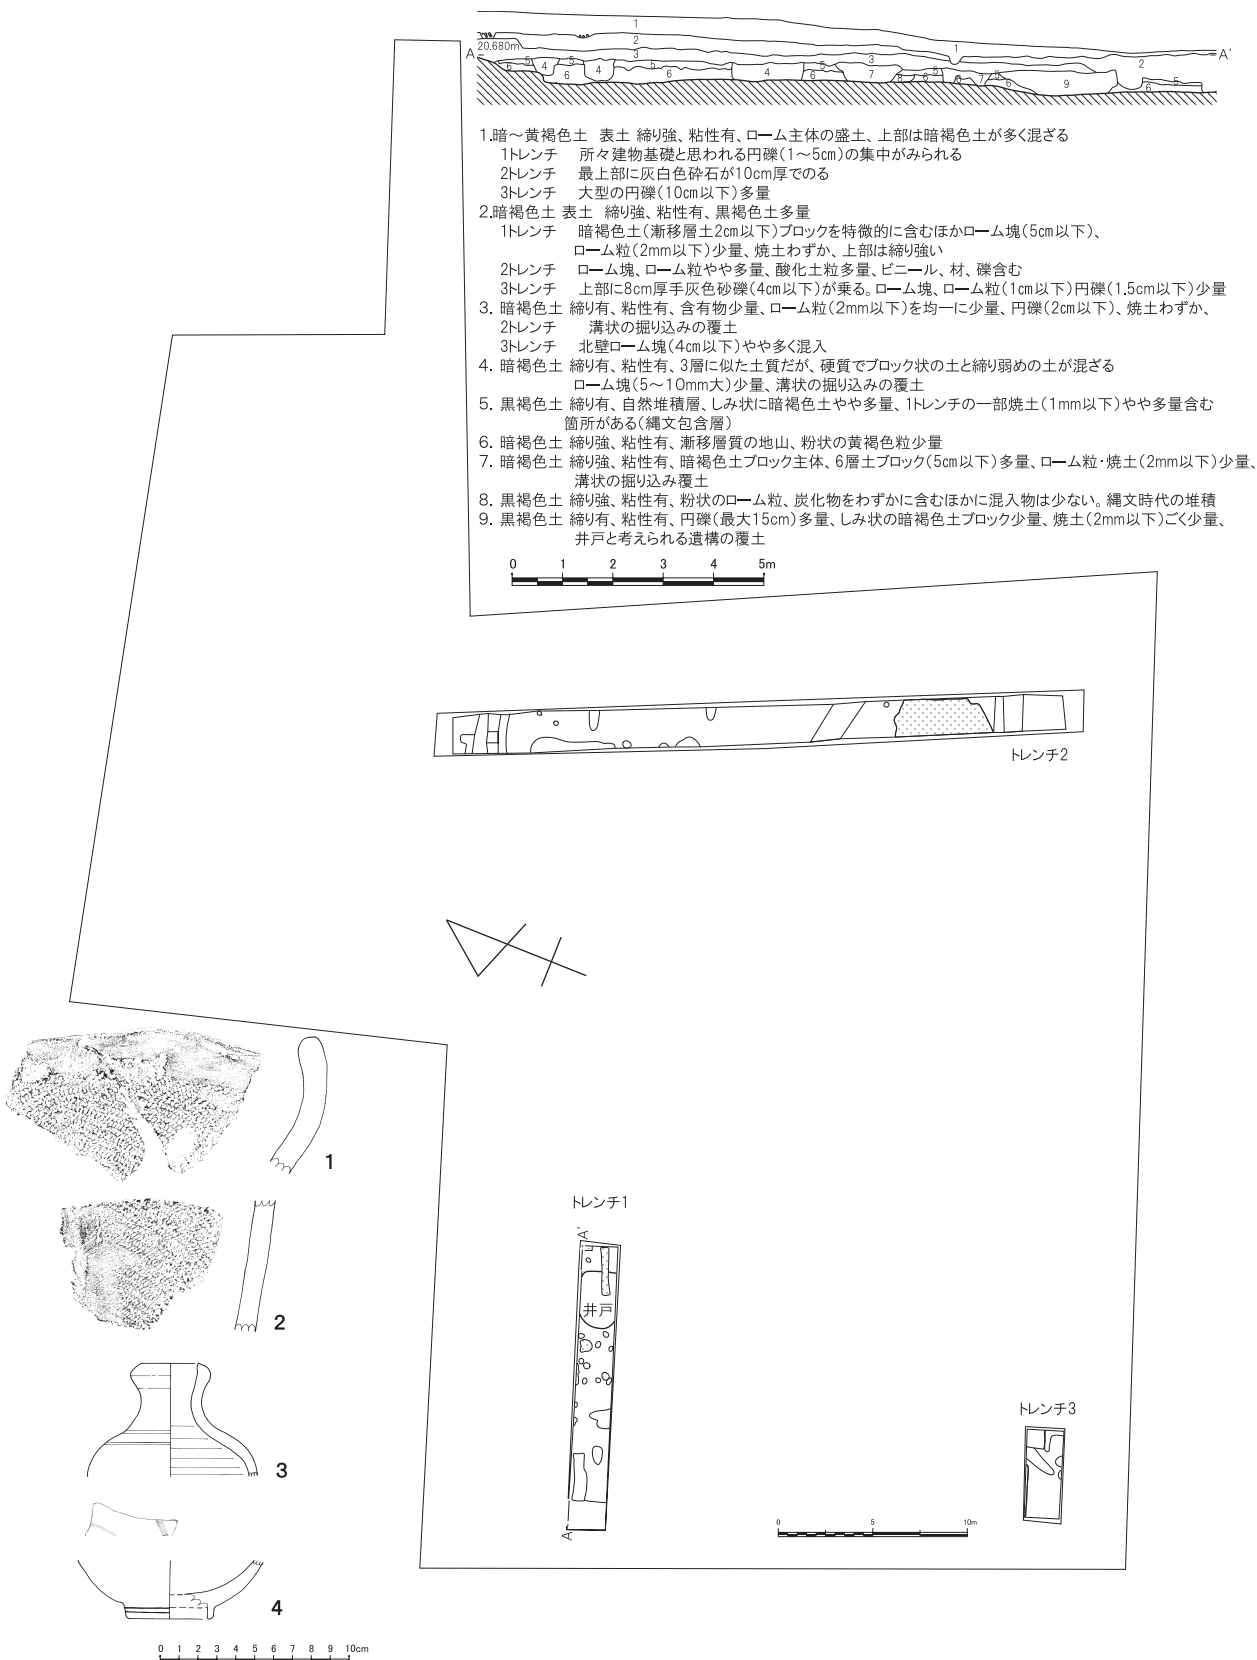 1
2
20.680m
3
1
A
A'
2
6 5 4 5 4 5 6 6 4 5 6 3 7 8 6 5 6 7 5 6 9 6 5
1.暗～黄褐色土 表土 締り強、粘性有、ローム主体の盛土、上部は暗褐色土が多く混ざる
1トレンチ 所々建物基礎と思われる円礫(1～5㎝)の集中がみられる
2トレンチ 最上部に灰白色砕石が10cm厚でのる
3トレンチ 大型の円礫(10㎝以下)多量
2.暗褐色土 表土 締り強、粘性有、黒褐色土多量
1トレンチ 暗褐色土(漸移層土2㎝以下)ブロックを特微的に含むほかローム塊(5㎝以下)、
ローム粒(2mm以下)少量、焼土わずか、上部は締り強い
2トレンチ ローム塊、ローム粒やや多量、酸化土粒多量、ビニール、材、礫含む
3トレンチ 上部に8cm厚手灰色砂礫(4㎝以下)が乗る。ローム塊、ローム粒(1㎝以下)円礫(1.5㎝以下)少量
3. 暗褐色土 締り有、粘性有、含有物少量、ローム粒(2mm以下)を均一に少量、円礫(2㎝以下)、焼土わずか、
2トレンチ 溝状の掘り込みの覆土
3トレンチ 北壁ローム塊(4㎝以下)やや多く混入
4. 暗褐色土 締り有、粘性有、3層に似た土質だが、硬質でブロック状の土と締り弱めの土が混ざる
ローム塊(5～10mm大)少量、溝状の掘り込みの覆土
5. 黒褐色土 締り有、自然堆積層、しみ状に暗褐色土やや多量、1トレンチの一部焼土(1mm以下)やや多量含む
箇所がある(縄文包含層)
6. 暗褐色土 締り強、粘性有、漸移層質の地山、粉状の黄褐色粒少量
7. 暗褐色土 締り強、粘性有、暗褐色土ブロック主体、6層土ブロック(5㎝以下)多量、ローム粒・焼土(2mm以下)少量、
溝状の掘り込み覆土
8. 黒褐色土 締り強、粘性有、粉状のローム粒、炭化物をわずかに含むほかに混入物は少ない。縄文時代の堆積
9. 黒褐色土 締り有、粘性有、円礫(最大15cm)多量、しみ状の暗褐色土ブロック少量、焼土(2mm以下)ごく少量、
井戸と考えられる遺構の覆土
0 1 2 3 4 5m
トレンチ2
1
トレンチ1
A'
2
井戸
3
トレンチ3
A
0 5 10m
4
0 1 2 3 4 5 6 7 8 9 10cm